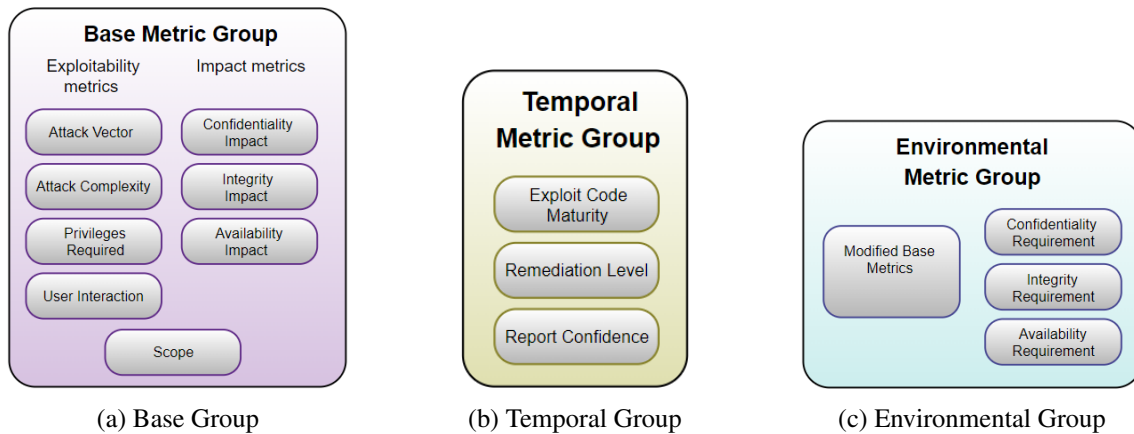 Base Metric Group
Exploitability
metrics
Impact metrics
Attack Vector
Confidentiality
Impact
Attack Complexity
Integrity
Impact
Privileges
Required
Availability
Impact
User Interaction
Scope
(a) Base Group
Temporal
Metric Group
Exploit Code
Maturity
Remediation Level
Report Confidence
(b) Temporal Group
Environmental
Metric Group
Modified Base
Metrics
Confidentiality
Requirement
Integrity
Requirement
Availability
Requirement
(c) Environmental Group